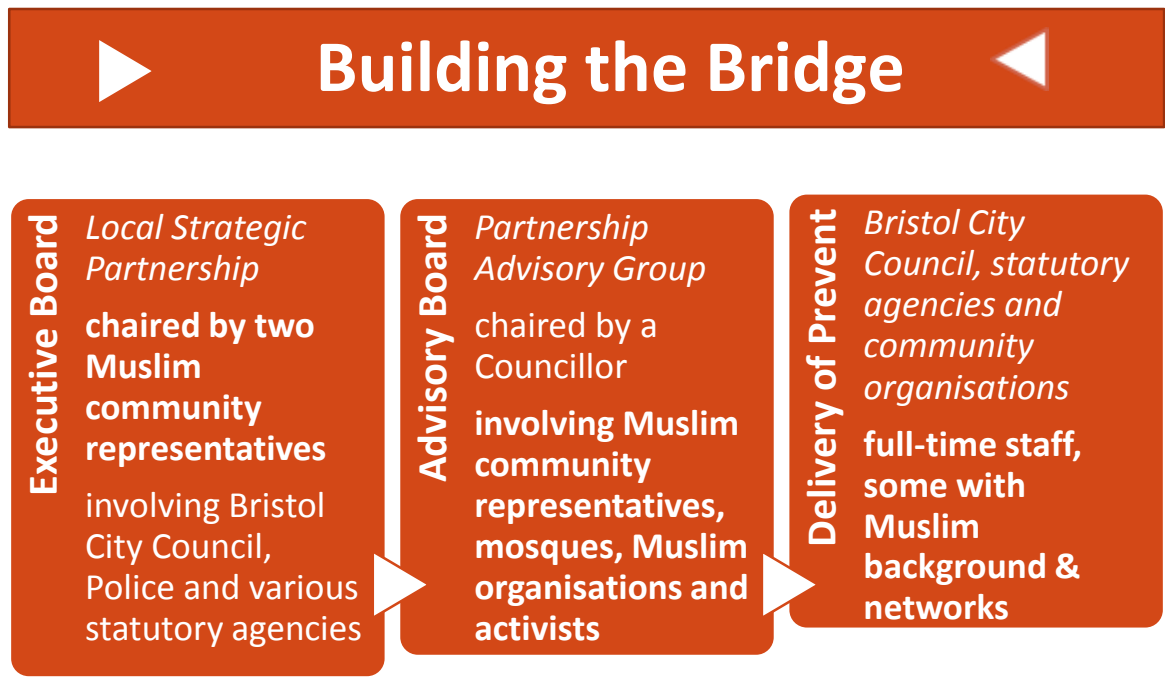 Building the Bridge
Executive Board
Local Strategic
Partnership
chaired by two
Muslim
community
representatives
involving Bristol
City Council,
Police and various
statutory agencies
Advisory Board
Partnership
Advisory Group
chaired by a
Councillor
involving Muslim
community
representatives,
mosques, Muslim
organisations and
activists
Delivery of Prevent
Bristol City
Council, statutory
agencies and
community
organisations
full-time staff,
some with
Muslim
background &
networks